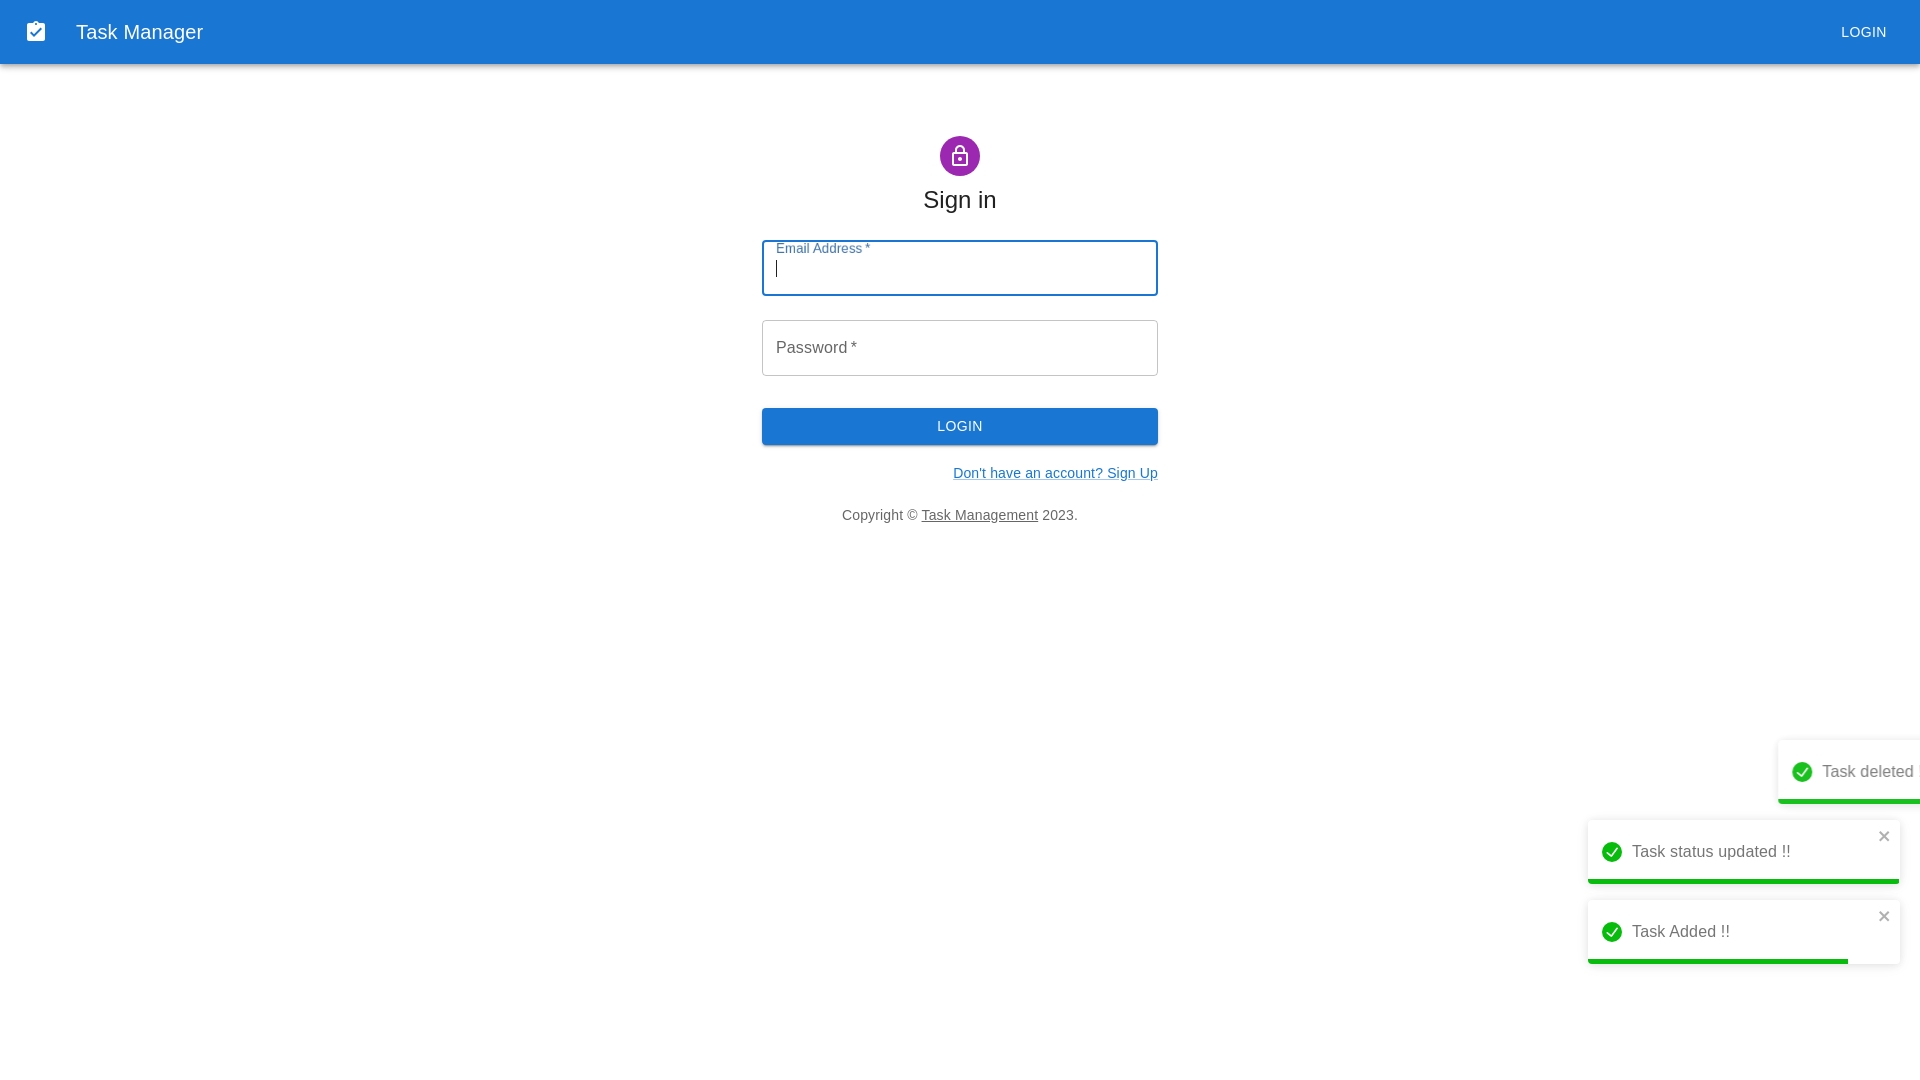 Task Manager
LOGIN
Sign in
Email Address *
Password *
LOGIN
Don't have an account? Sign Up
Copyright © Task Management 2023.
Task deleted !
Task status updated !!
Task Added !!